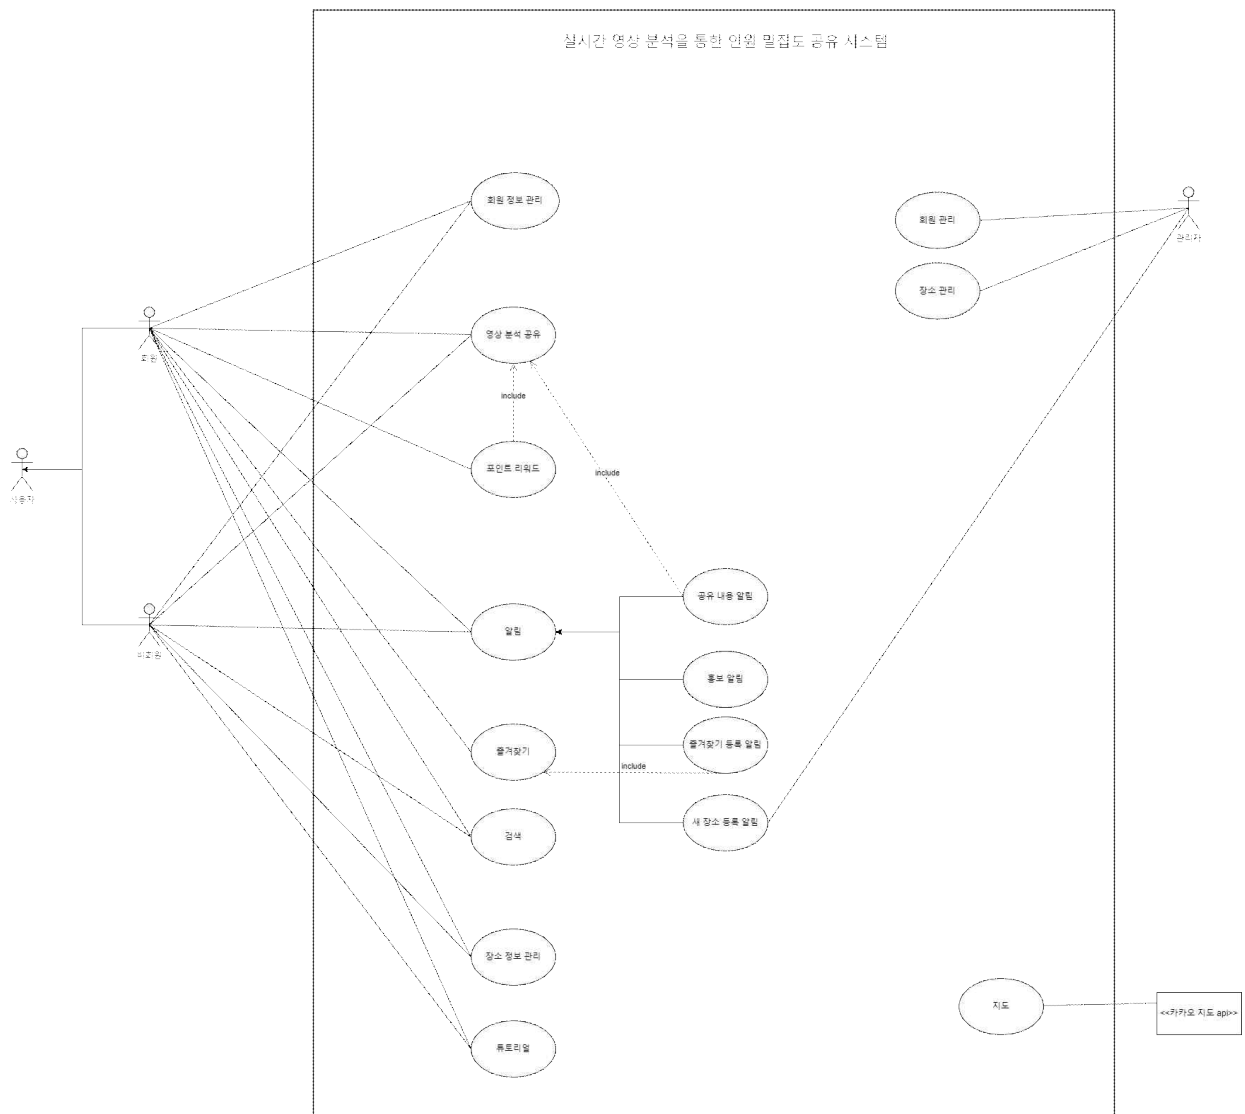 실시간 영상 분석을 통한 인원 밀집도 공유 시스템
회원 정보 관리
회원 관리
관리자
장소 관리
영상 분석 공유
회원
include
포인트 리워드
include
사용자
공유 내용 알림
알림
비회원
홍보 알림
즐겨찾기 등록 알림
즐겨찾기
include
새 장소 등록 알림
검색
장소 정보 관리
지도
<<카카오 지도 api>>
튜토리얼